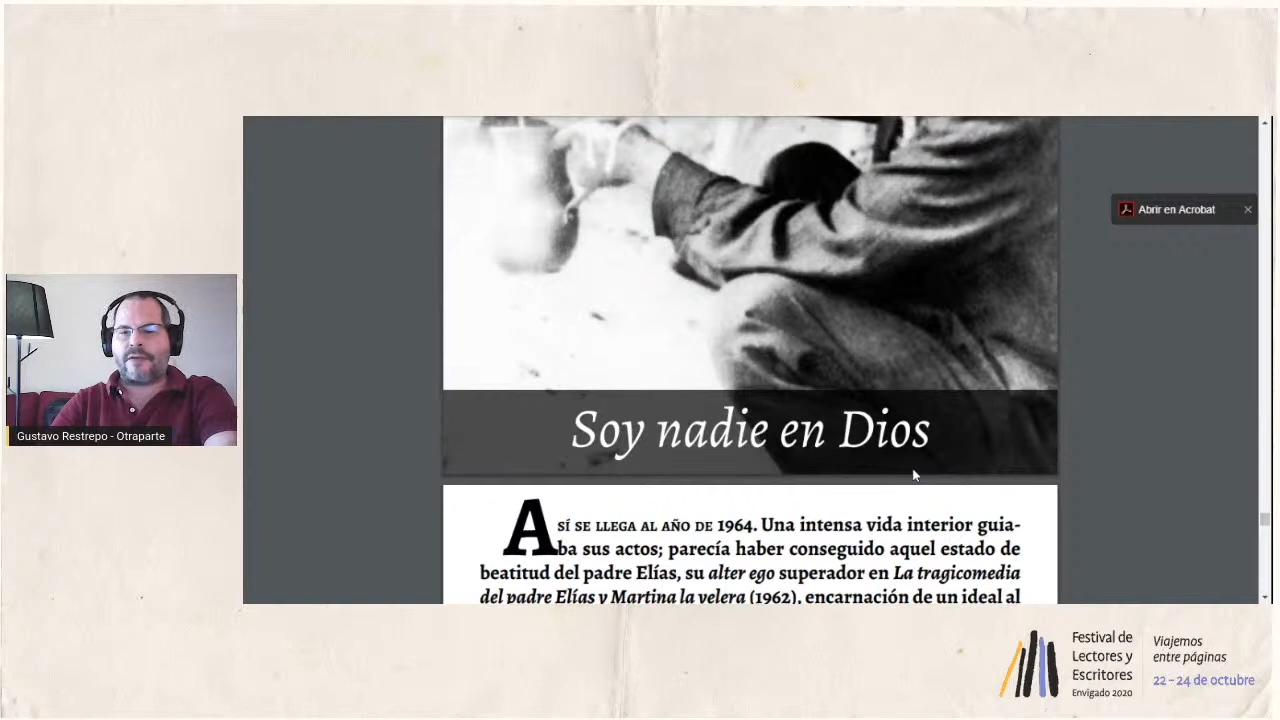 Abrir en Acrobat
Soy nadie en Dios
ASÍ SE LLEGA AL AÑO DE 1964. Una intensa vida interior guia-
ba sus actos; parecía haber conseguido aquel estado de
beatitud del padre Elías, su alter ego superador en La tragicomedia
del padre Elías y Martina la velera (1962), encarnación de un ideal al
Gustavo Restrepo - Otraparte
Festival de
Lectores y
Escritores
Envigado 2020
Viajemos
entre páginas
22 – 24 de octubre